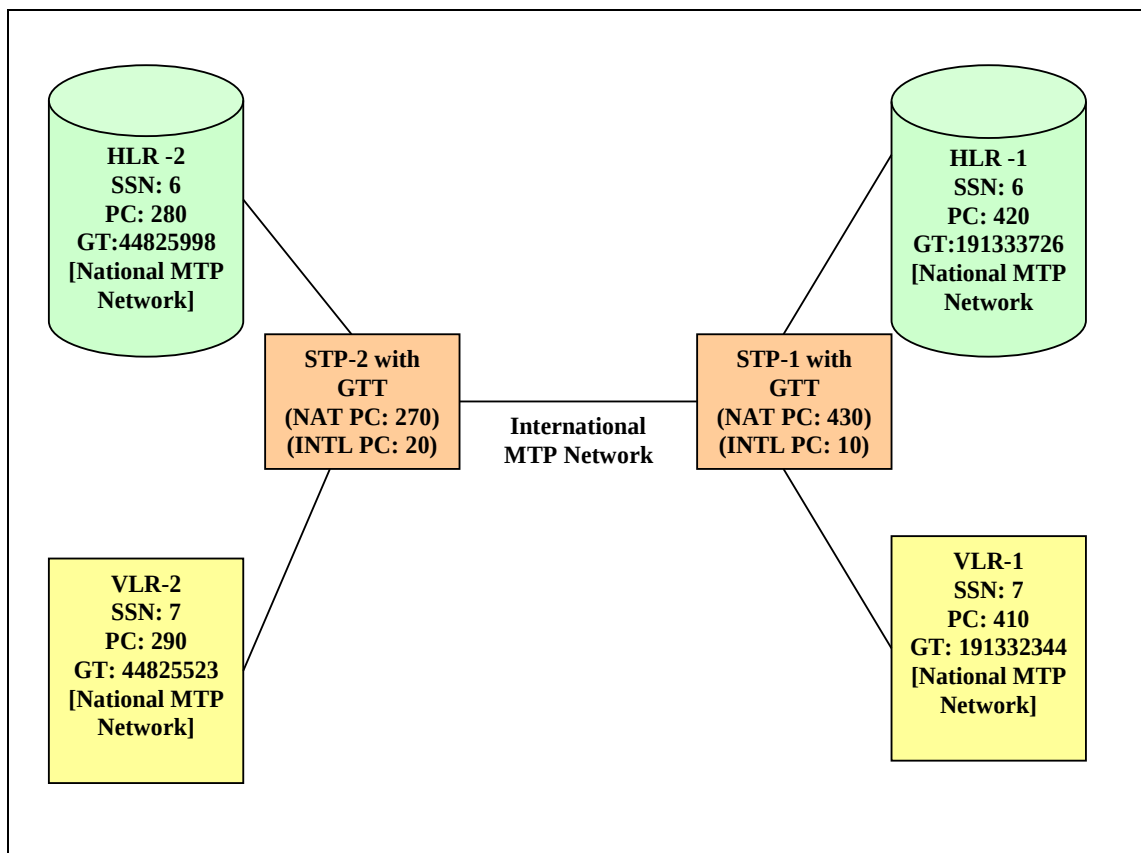 HLR -2
SSN: 6
PC: 280
GT:44825998
[National MTP
Network]
HLR -1
SSN: 6
PC: 420
GT:191333726
[National MTP
Network
STP-2 with
GTT
(NAT PC: 270)
(INTL PC: 20)
International
MTP Network
STP-1 with
GTT
(NAT PC: 430)
(INTL PC: 10)
VLR-2
SSN: 7
PC: 290
GT: 44825523
[National MTP
Network]
VLR-1
SSN: 7
PC: 410
GT: 191332344
[National MTP
Network]